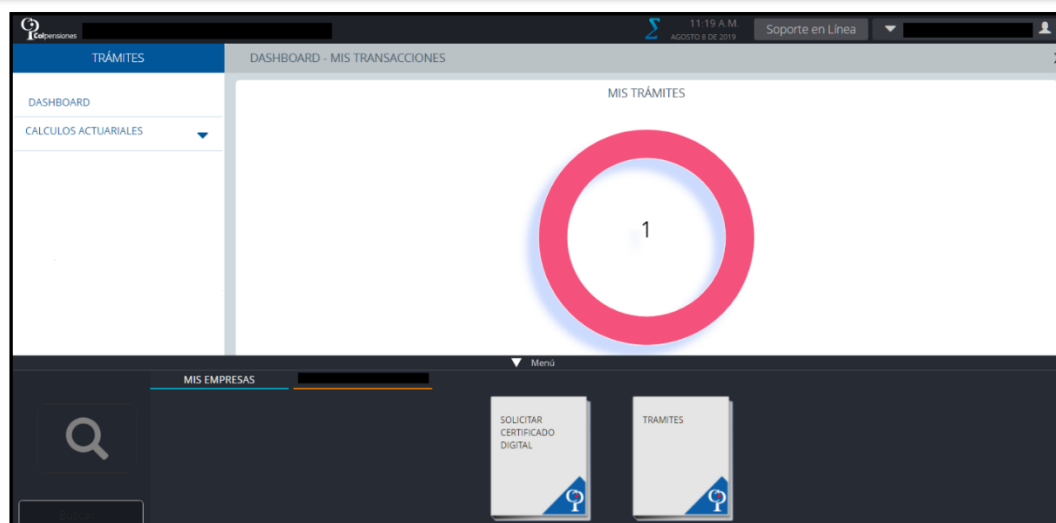 Colpensiones
11:19 A.M.
AGOSTO 8 DE 2019
Soporte en Línea
TRÁMITES
DASHBOARD - MIS TRANSACCIONES
DASHBOARD
CALCULOS ACTUARIALES
MIS TRÁMITES
1
Menú
MIS EMPRESAS
SOLICITAR
CERTIFICADO
DIGITAL
TRAMITES
Buscar